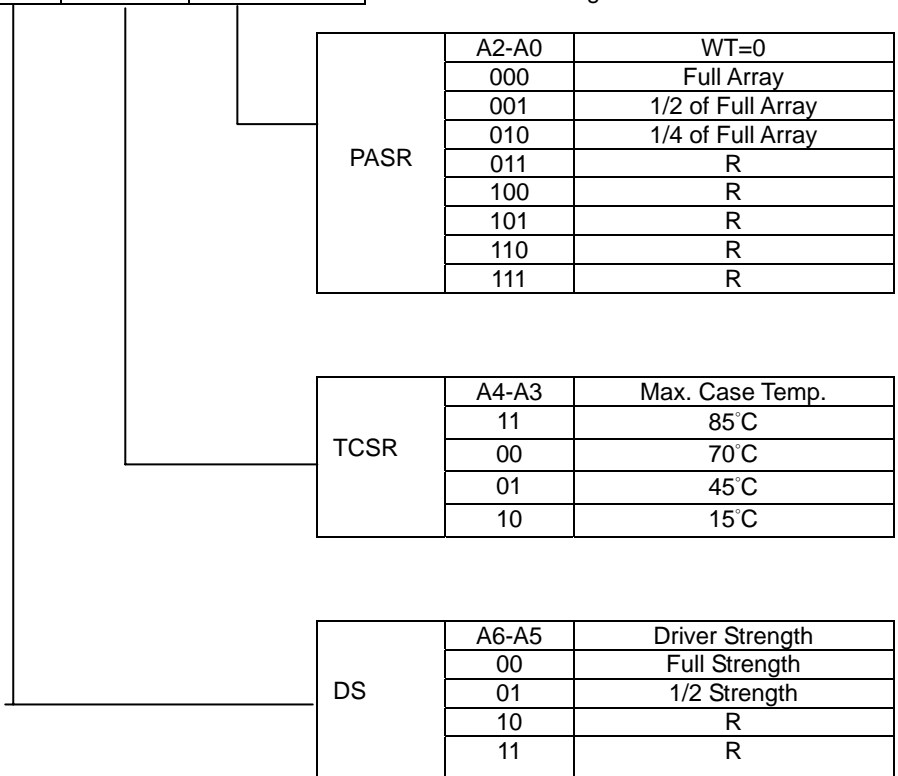 PASR
A2-A0 WT=0
000 Full Array
001 1/2 of Full Array
010 1/4 of Full Array
011 R
100 R
101 R
110 R
111 R
TCSR
A4-A3 Max. Case Temp.
11 85°C
00 70°C
01 45°C
10 15°C
DS
A6-A5 Driver Strength
00 Full Strength
01 1/2 Strength
10 R
11 R